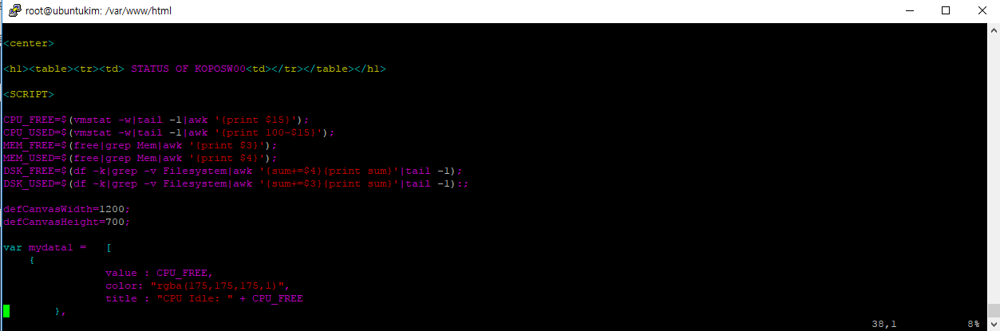 root@ubuntukim: /var/www/html
<center>
<h1><table><tr><td> STATUS OF KOPOSW00<td></tr></table></h1>
<SCRIPT>
CPU_FREE=$(vmstat -w|tail -1|awk '{print $15}');
CPU_USED=$(vmstat -w|tail -1|awk '{print 100-$15}');
MEM_FREE=$(free|grep Mem|awk '{print $3}');
MEM_USED=$(free|grep Mem|awk '{print $4}');
DSK_FREE=$(df -k|grep -v Filesystem|awk '{sum+=$4}{print sum}'|tail -1);
DSK_USED=$(df -k|grep -v Filesystem|awk '{sum+=$3}{print sum}'|tail -1):;
defCanvasWidth=1200;
defCanvasHeight=700;
var mydata1 =   [
    {
                value : CPU_FREE,
                color: "rgba(175,175,175,1)",
                title : "CPU Idle: " + CPU_FREE
        },
38,1 8%